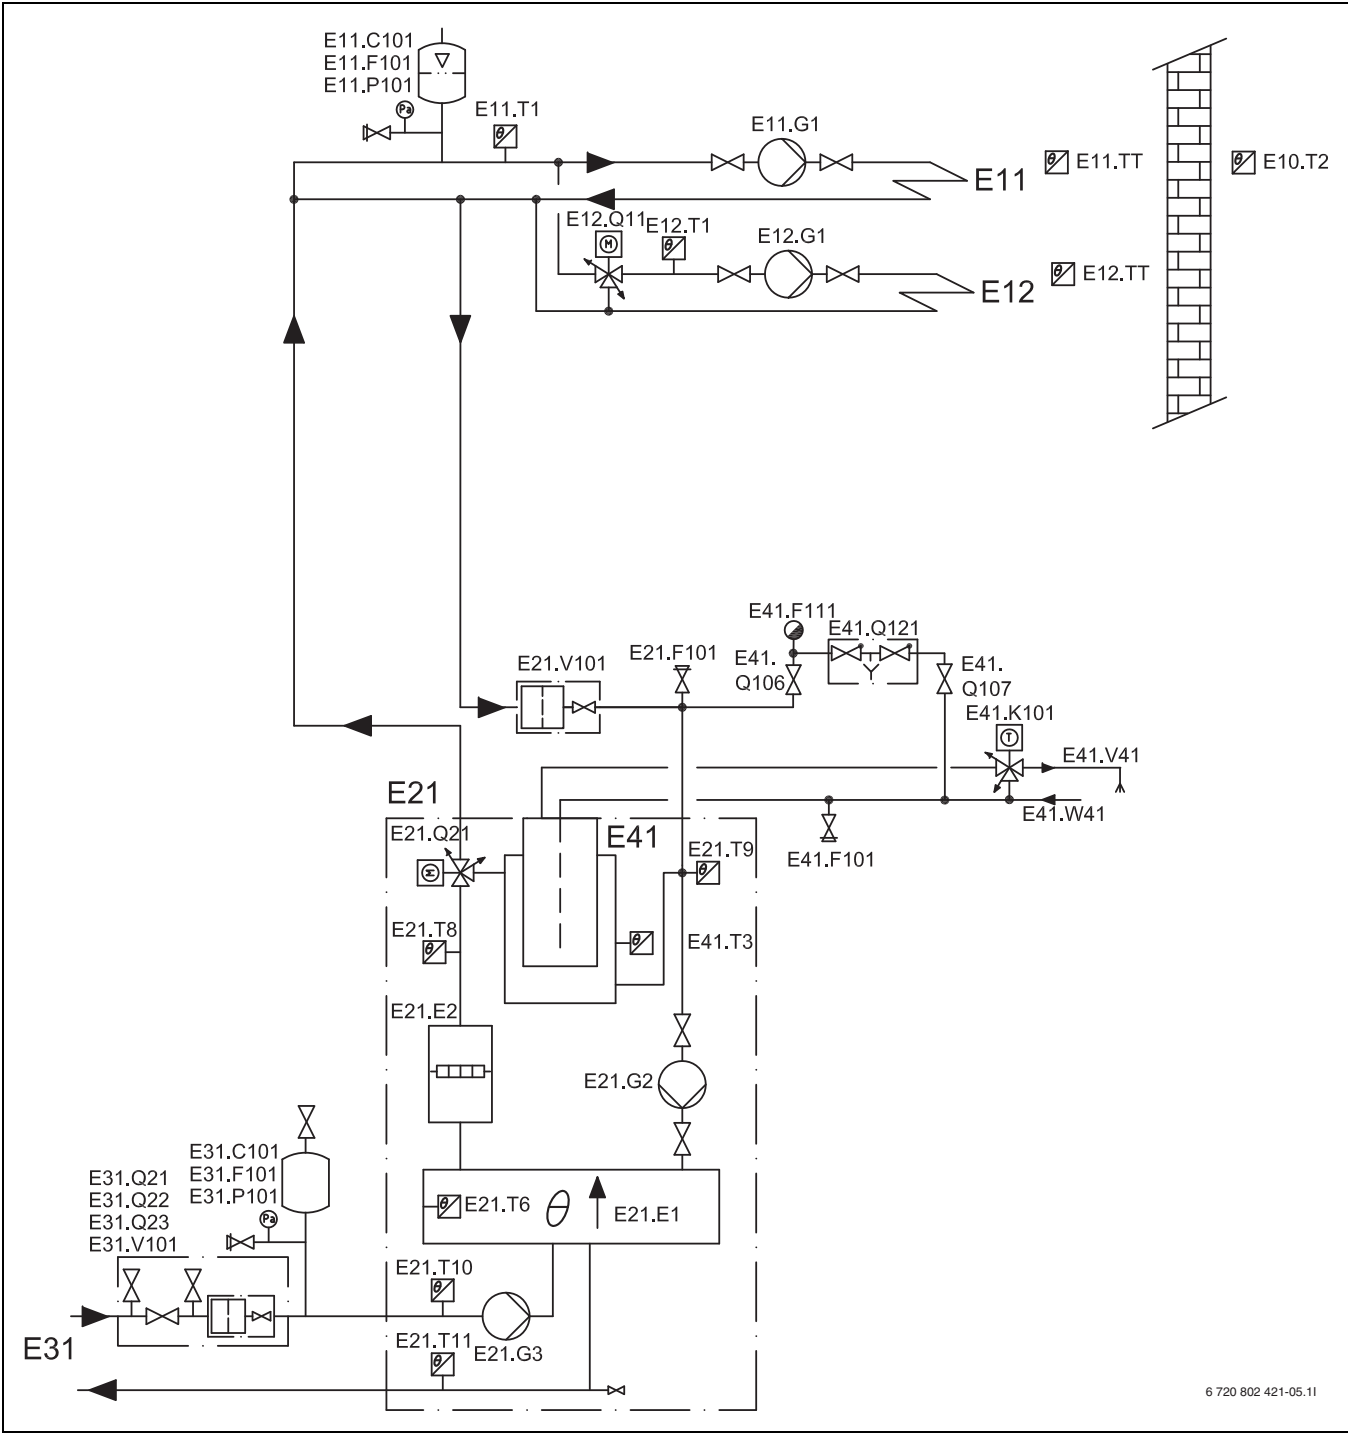 E11.C101
E11.F101
E11.P101
Pa
E11.T1
θ
E11.G1
E11
θ E11.TT
θ E10.T2
E12.Q11
M
E12.T1
θ
E12.G1
E12
θ E12.TT
E41.F111
E41.Q121
E21.V101
E21.F101
E41.
Q106
E41.
Q107
E41.K101
T
E41.V41
E41.W41
E41.F101
E21
E21.Q21
M
E41
E21.T9
θ
E21.T8
θ
θ
E41.T3
E21.E2
E21.G2
E31.C101
E31.F101
E31.P101
Pa
E31.Q21
E31.Q22
E31.Q23
E31.V101
θ E21.T6
θ
E21.E1
E21.T10
θ
E21.G3
E31
E21.T11
θ
6 720 802 421-05.1I